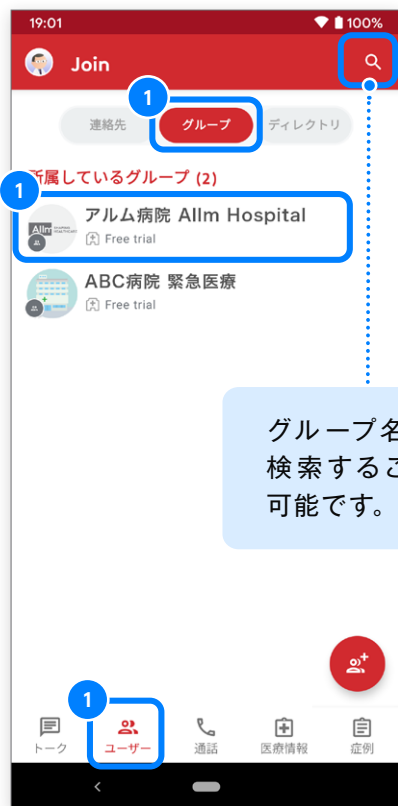 19:01 100%
Join
1
連絡先 グループ ディレクトリ
所属しているグループ (2)
1
アルム病院 Allm Hospital
Allm
Free trial
ABC病院 緊急医療
Free trial
グループ名
検索するこ
可能です。
1
トーク ユーザー 通話 医療情報 症例